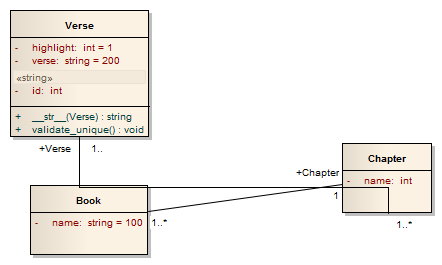 Verse
- highlight: int = 1
- verse: string = 200
«string»
- id: int
+ __str__(Verse) : string
+ validate_unique() : void
+Verse
1..
Chapter
- name: int
+Chapter
1
1..*
Book
- name: string = 100
1..*